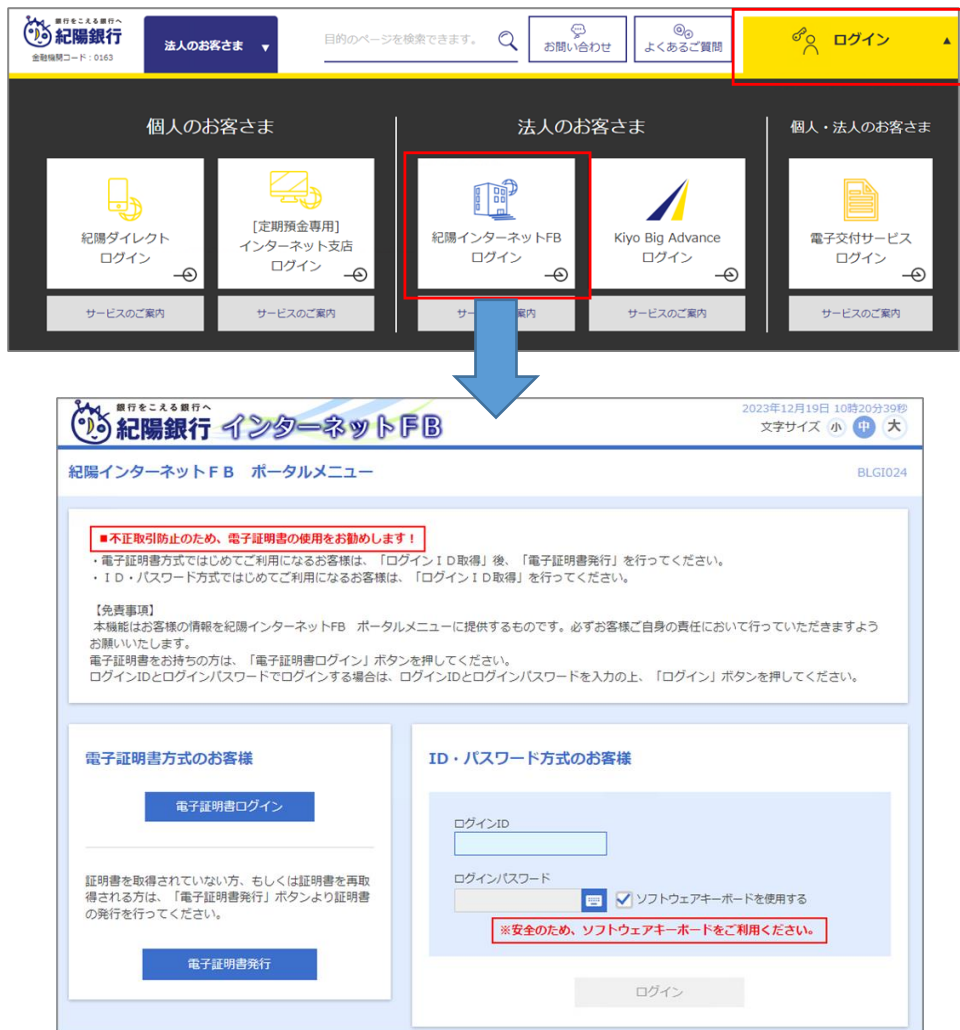 銀行をこえる銀行へ
紀陽銀行
金融機関コード：0163
法人のお客さま ▼
目的のページを検索できます。
お問い合わせ
よくあるご質問
ログイン ▲
個人のお客さま
法人のお客さま
個人・法人のお客さま
紀陽ダイレクト
ログイン
[定期預金専用]
インターネット支店
ログイン
紀陽インターネットFB
ログイン
Kiyo Big Advance
ログイン
電子交付サービス
ログイン
サービスのご案内
サービスのご案内
サー
案内
サービスのご案内
サービスのご案内
銀行をこえる銀行へ
紀陽銀行 インターネットＦＢ
2023年12月19日 10時20分39秒
文字サイズ 小 中 大
紀陽インターネットＦＢ　ポータルメニュー
BLGI024
■不正取引防止のため、電子証明書の使用をお勧めします！
・電子証明書方式ではじめてご利用になるお客様は、「ログインＩＤ取得」後、「電子証明書発行」を行ってください。
・ＩＤ・パスワード方式ではじめてご利用になるお客様は、「ログインＩＤ取得」を行ってください。
【免責事項】
本機能はお客様の情報を紀陽インターネットFB　ポータルメニューに提供するものです。必ずお客様ご自身の責任において行っていただきますよう
お願いいたします。
電子証明書をお持ちの方は、「電子証明書ログイン」ボタンを押してください。
ログインIDとログインパスワードでログインする場合は、ログインIDとログインパスワードを入力の上、「ログイン」ボタンを押してください。
電子証明書方式のお客様
電子証明書ログイン
証明書を取得されていない方、もしくは証明書を再取
得される方は、「電子証明書発行」ボタンより証明書
の発行を行ってください。
電子証明書発行
ID・パスワード方式のお客様
ログインID
ログインパスワード
ソフトウェアキーボードを使用する
※安全のため、ソフトウェアキーボードをご利用ください。
ログイン